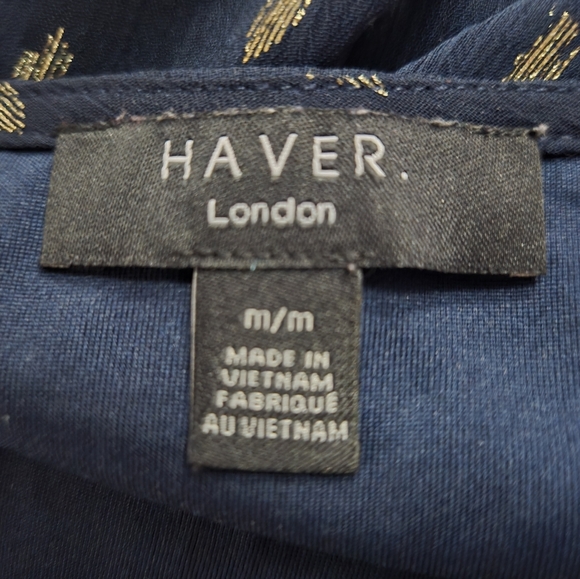 HAVER.
London
m/m
MADE IN
VIETNAM
FABRIQUÉ
AU VIETNAM